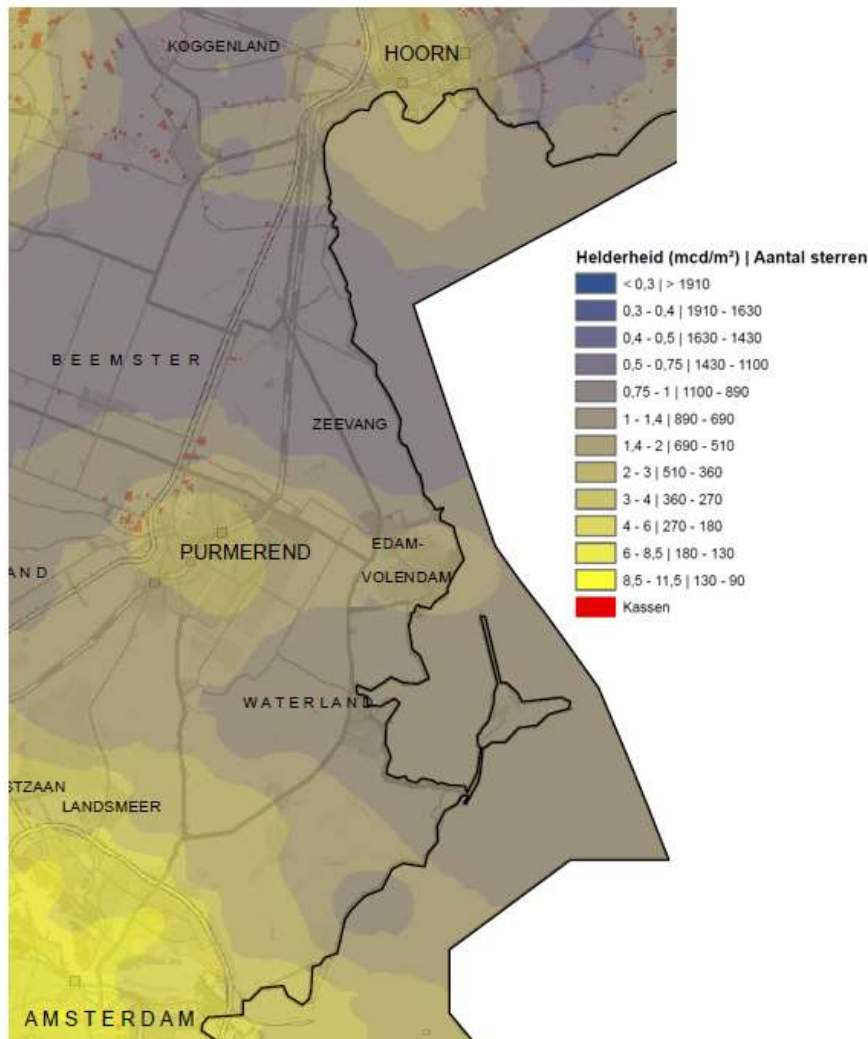 KOGGENLAND
HOORN
Helderheid (mcd/m²) | Aantal sterren
< 0,3 | > 1910
0,3 - 0,4 | 1910 - 1630
0,4 - 0,5 | 1630 - 1430
0,5 - 0,75 | 1430 - 1100
0,75 - 1 | 1100 - 890
1 - 1,4 | 890 - 690
1,4 - 2 | 690 - 510
2 - 3 | 510 - 360
3 - 4 | 360 - 270
4 - 6 | 270 - 180
6 - 8,5 | 180 - 130
8,5 - 11,5 | 130 - 90
Kassen
BEEMSTER
ZEEVANG
PURMEREND
EDAM-
VOLENDAM
AND
WATERLAND
STZAAN
LANDSMEER
AMSTERDAM